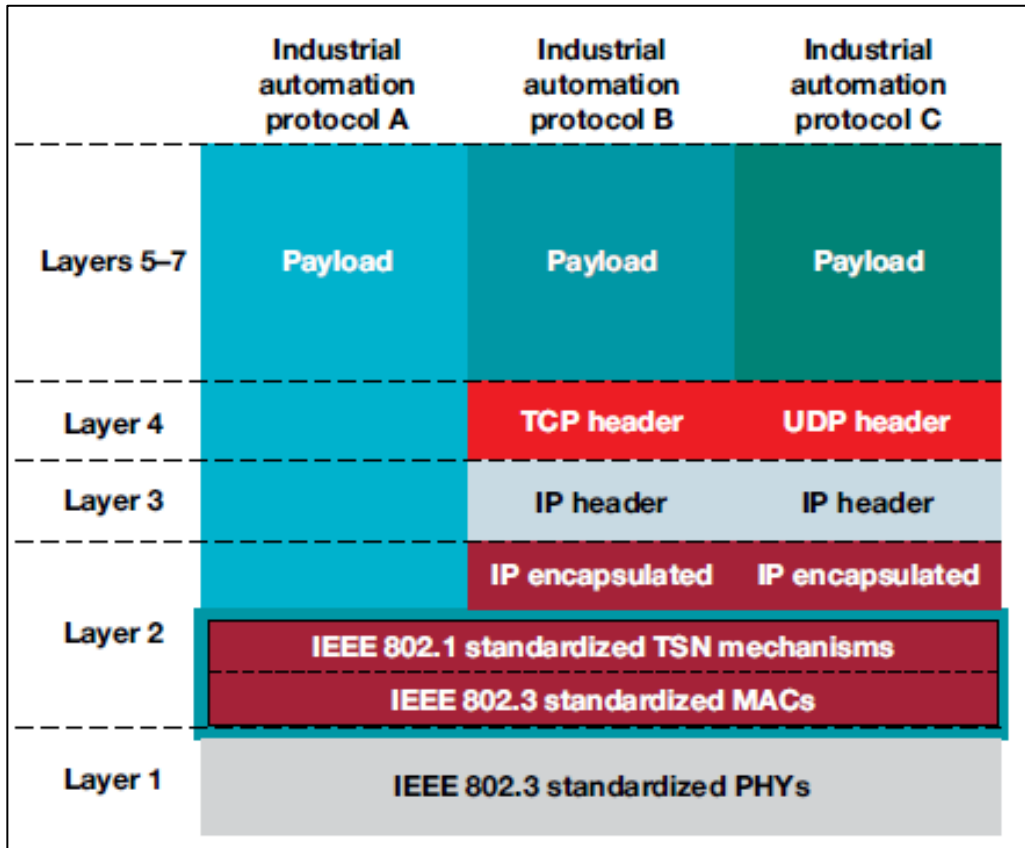 Industrial
automation
protocol A
Industrial
automation
protocol B
Industrial
automation
protocol C
Layers 5–7
Payload
Payload
Payload
Layer 4
TCP header
UDP header
Layer 3
IP header
IP header
Layer 2
IP encapsulated
IP encapsulated
IEEE 802.1 standardized TSN mechanisms
IEEE 802.3 standardized MACs
Layer 1
IEEE 802.3 standardized PHYs